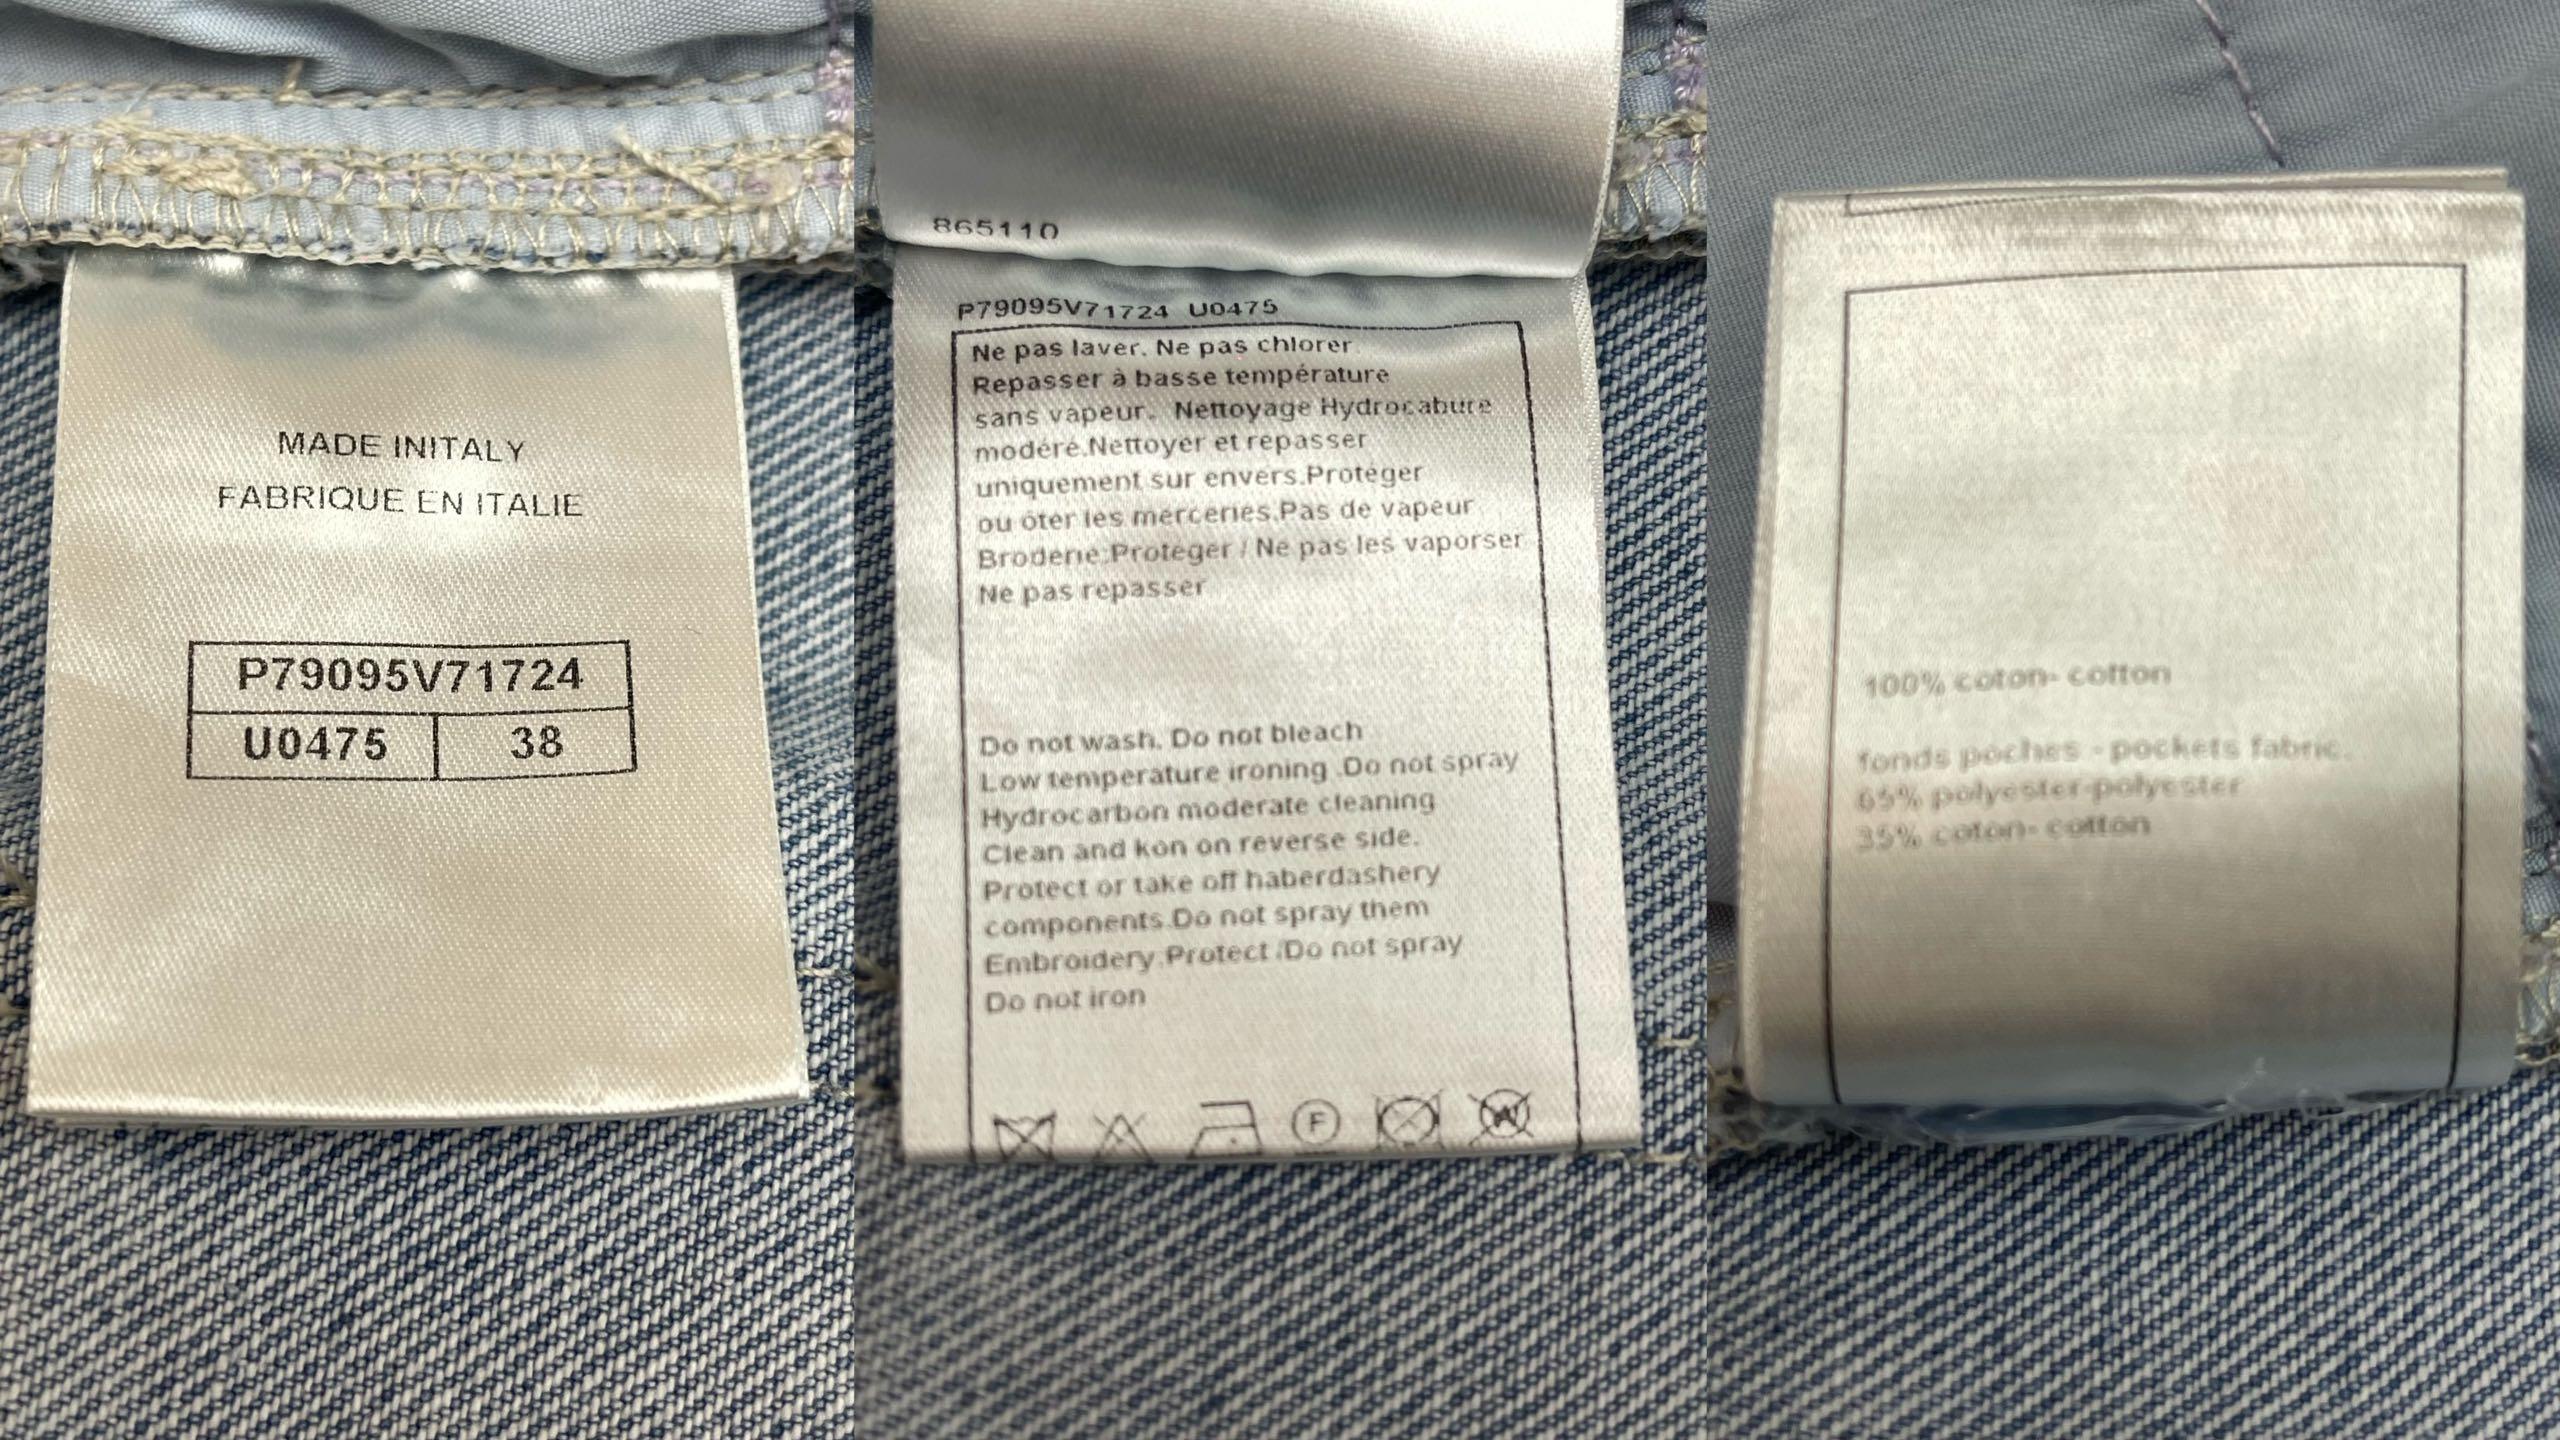 MADE INITALY
FABRIQUE EN ITALIE
P79095V71724
U0475 38
865110
P79095V71724 U0475
Ne pas laver. Ne pas chlorer
Repasser à basse température
sans vapeur. Nettoyage Hydrocabure
modéré.Nettoyer et repasser
uniquement sur envers.Protéger
ou ôter les merceries.Pas de vapeur
Broderie:Protéger / Ne pas les vaporser
Ne pas repasser
Do not wash. Do not bleach
Low temperature ironing .Do not spray
Hydrocarbon moderate cleaning
Clean and kon on reverse side.
Protect or take off haberdashery
components.Do not spray them
Embroidery:Protect /Do not spray
Do not iron
F
W
100% coton- cotton
fonds poches - pockets fabric.
65% polyester-polyester
35% coton- cotton